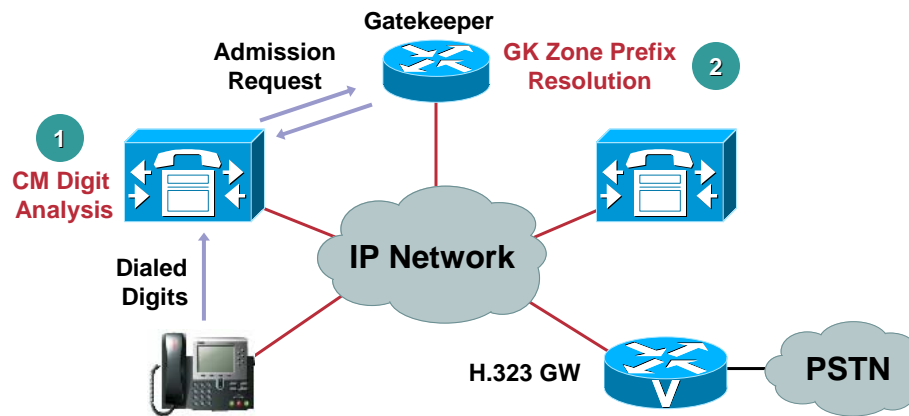 Gatekeeper
Admission
Request
GK Zone Prefix
Resolution
2
1
CM Digit
Analysis
IP Network
Dialed
Digits
H.323 GW
V
PSTN